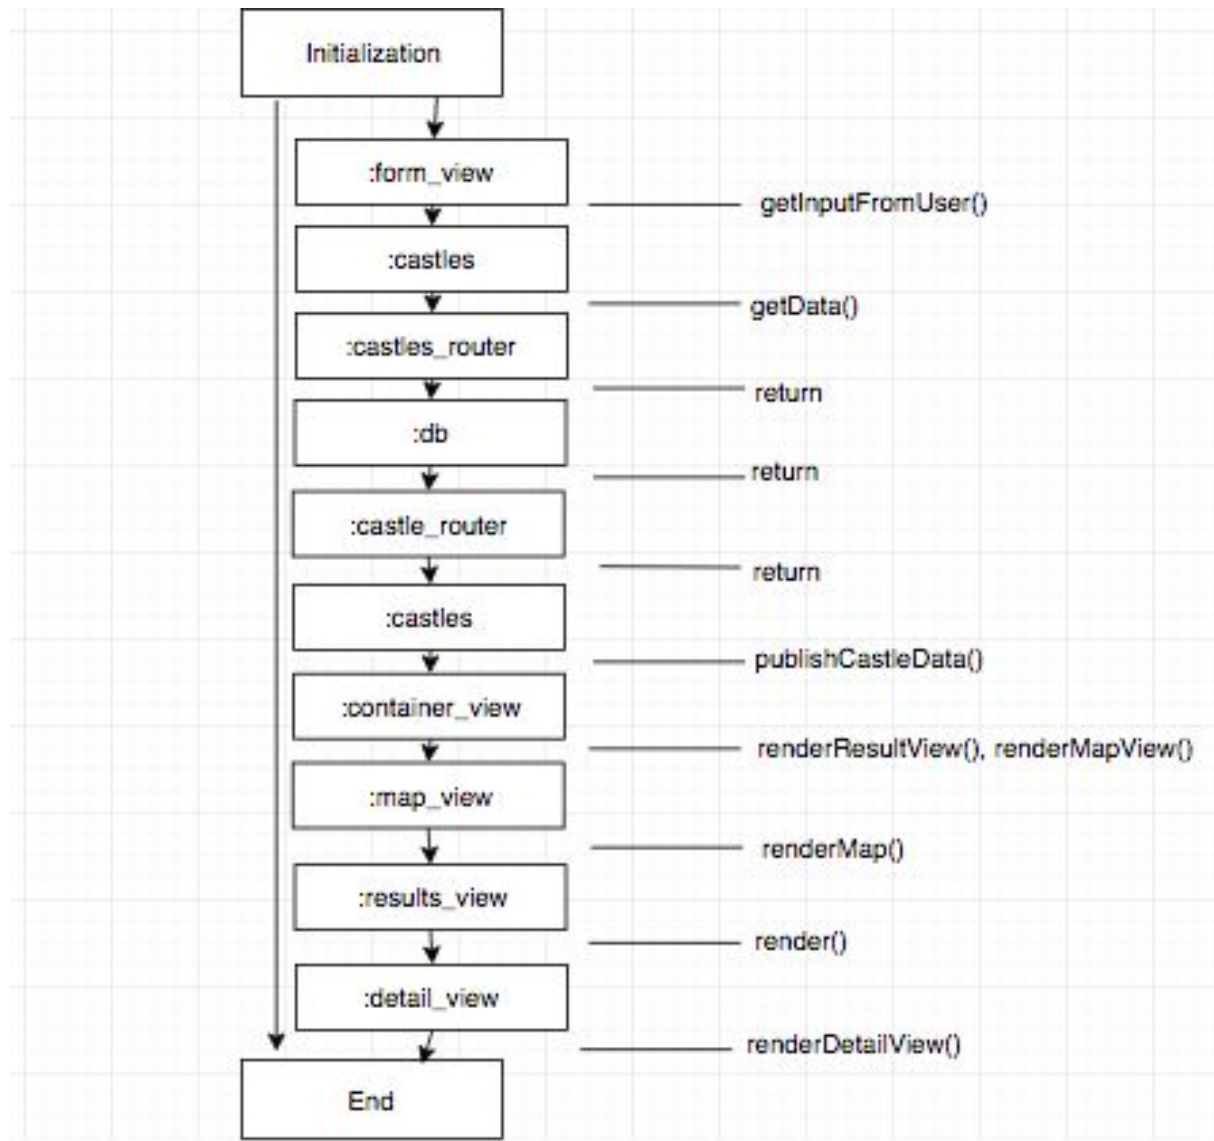 Initialization
:form_view
getInputFromUser()
:castles
getData()
:castles_router
return
:db
return
:castle_router
return
:castles
publishCastleData()
:container_view
renderResultView(), renderMapView()
:map_view
renderMap()
:results_view
render()
:detail_view
renderDetailView()
End